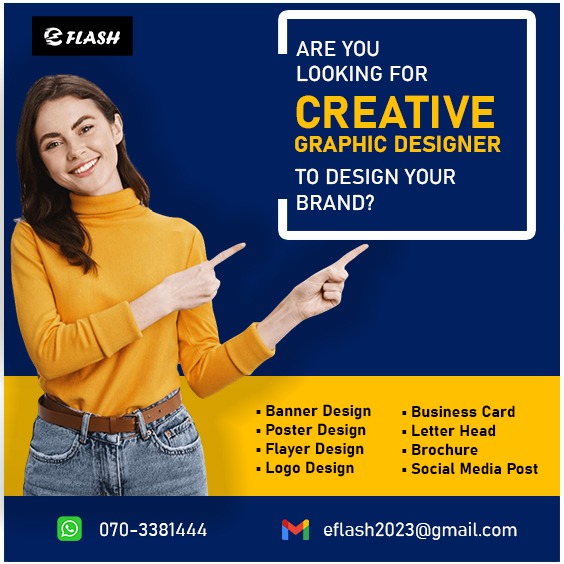 e FLASH
ARE YOU
LOOKING FOR
CREATIVE
GRAPHIC DESIGNER
TO DESIGN YOUR
BRAND?
▪ Banner Design
▪ Poster Design
▪ Flayer Design
▪ Logo Design
▪ Business Card
▪ Letter Head
▪ Brochure
▪ Social Media Post
070-3381444
eflash2023@gmail.com